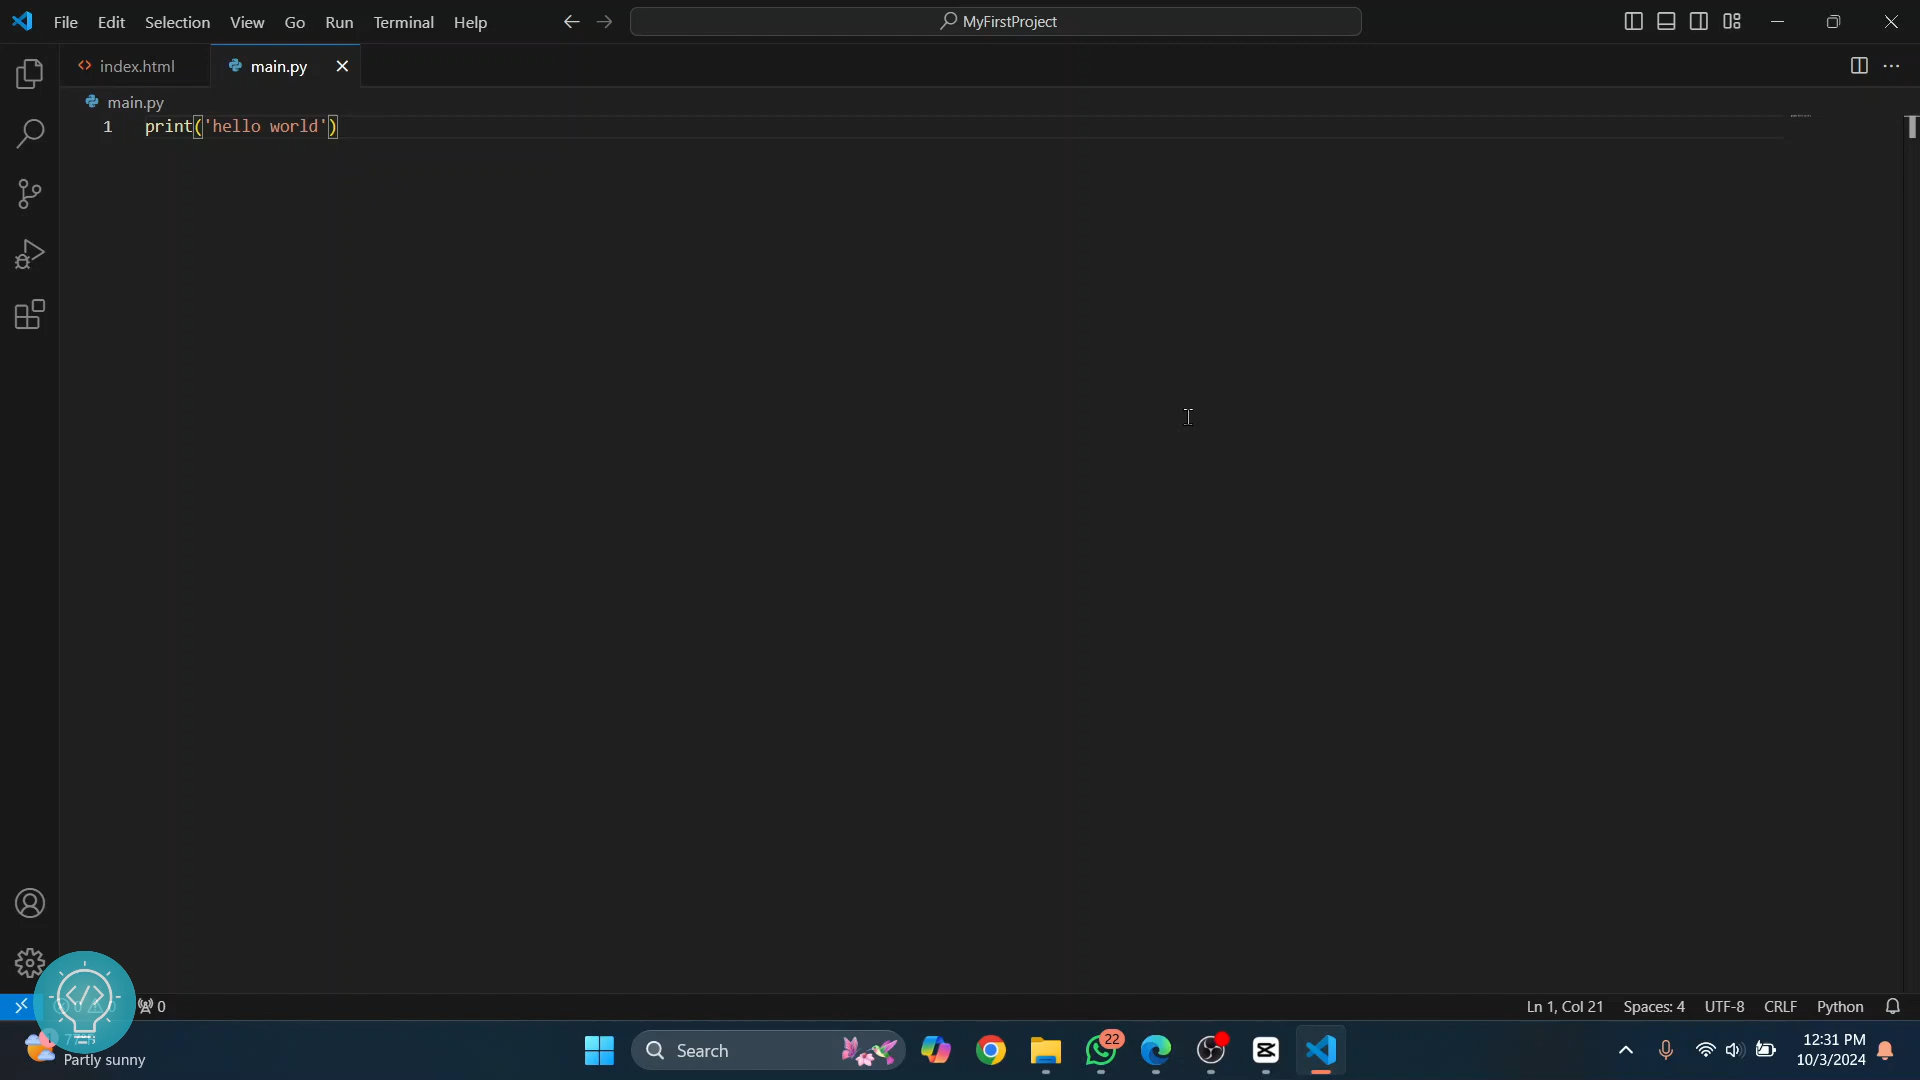 File Edit Selection View Go Run Terminal Help
MyFirstProject
index.html
main.py
main.py
1 print('hello world')
0
Ln 1, Col 21 Spaces: 4 UTF-8 CRLF Python
Partly sunny
Search
22
12:31 PM
10/3/2024